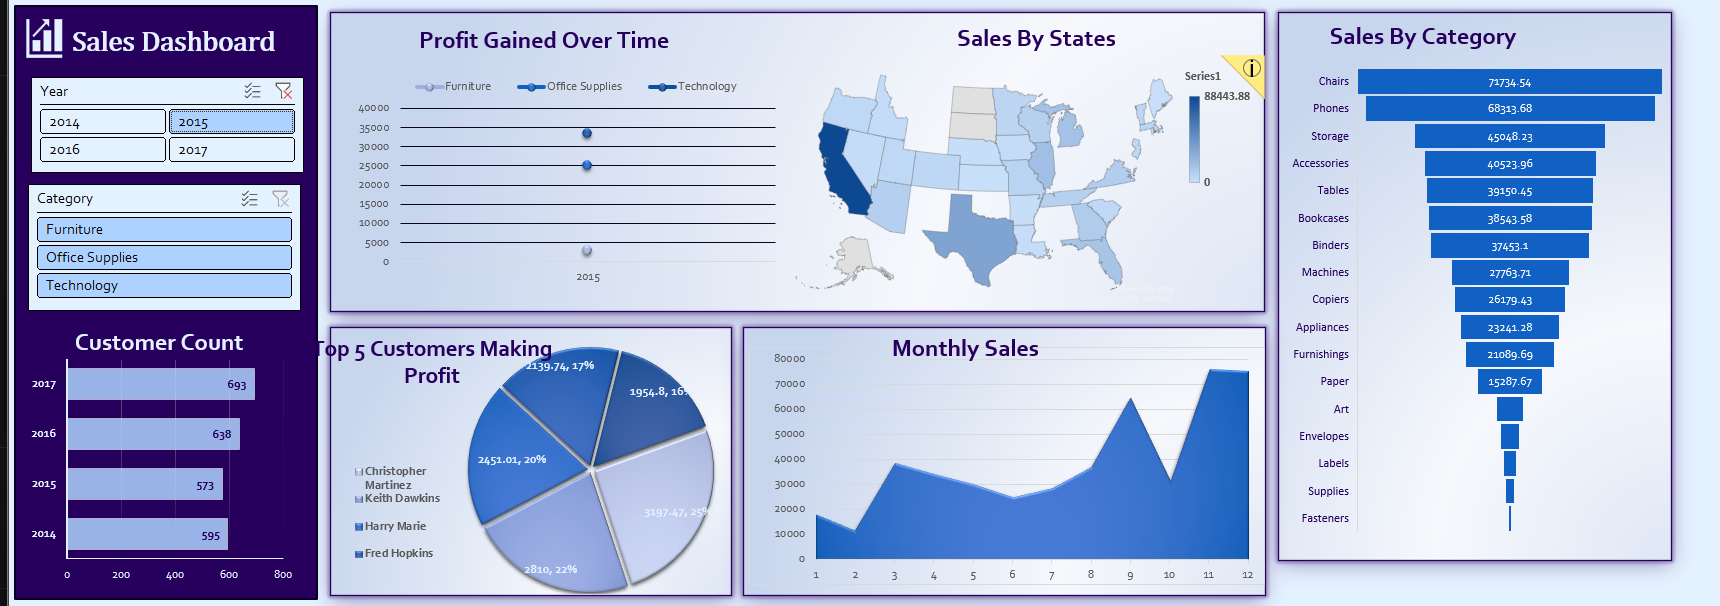 Sales Dashboard
Year
2014
2015
2016
2017
Category
Furniture
Office Supplies
Technology
Customer Count
2017
693
2016
638
2015
573
2014
595
0 200 400 600 800
Profit Gained Over Time
Furniture Office Supplies Technology
40000
35000
30000
25000
20000
15000
10000
5000
0
2015
Sales By States
Series1
88443.88
0
Top 5 Customers Making
Profit
2139.74, 17%
1954.8, 16%
2451.01, 20%
3197.47, 25%
2810, 22%
Christopher
Martinez
Keith Dawkins
Harry Marie
Fred Hopkins
Monthly Sales
80000
70000
60000
50000
40000
30000
20000
10000
0
1 2 3 4 5 6 7 8 9 10 11 12
Sales By Category
Chairs 71734.54
Phones 68313.68
Storage 45048.23
Accessories 40523.96
Tables 39150.45
Bookcases 38543.58
Binders 37453.1
Machines 27763.71
Copiers 26179.43
Appliances 23241.28
Furnishings 21089.69
Paper 15287.67
Art
Envelopes
Labels
Supplies
Fasteners